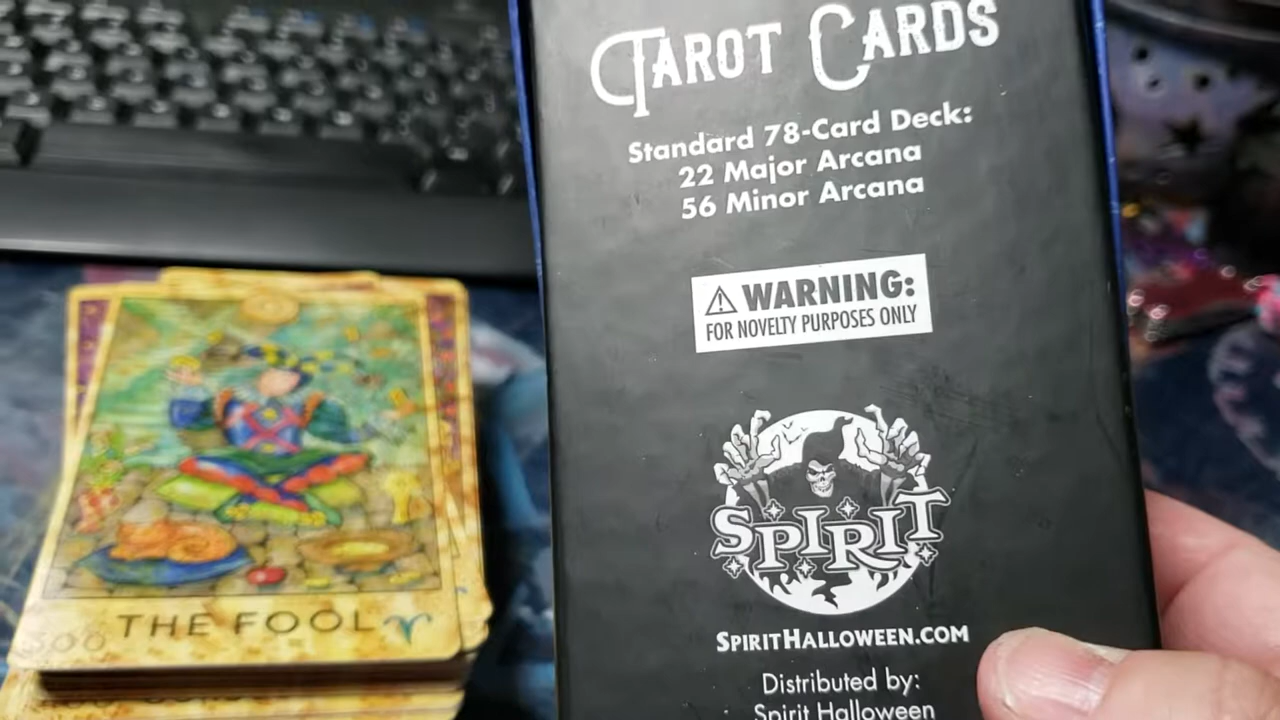 TAROT CARDS
Standard 78-Card Deck:
22 Major Arcana
56 Minor Arcana
WARNING:
FOR NOVELTY PURPOSES ONLY
SPIRIT
SPIRITHALLOWEEN.COM
Distributed by:
Spirit Halloween
THE FOOL